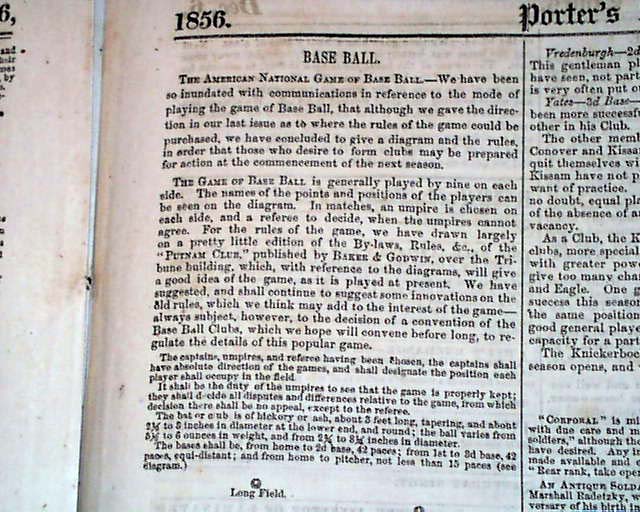 6,
1856.
Porter's
BASE BALL.
THE AMERICAN NATIONAL GAME OF BASE BALL.—We have been
so inundated with communications in reference to the mode of
playing the game of Base Ball, that although we gave the direc-
tion in our last issue as to where the rules of the game could be
purchased, we have concluded to give a diagram and the rules,
in order that those who desire to form clubs may be prepared
for action at the commencement of the next season.
THE GAME OF BASE BALL is generally played by nine on each
side. The names of the points and positions of the players can
be seen on the diagram. In matches, an umpire is chosen on
each side, and a referee to decide, when the umpires cannot
agree. For the rules of the game, we have drawn largely
on a pretty little edition of the By-laws, Rules, &c., of the
"PUTNAM CLUB," published by BAKER & GODWIN, over the Tri-
bune building, which, with reference to the diagrams, will give
a good idea of the game, as it is played at present. We have
suggested, and shall continue to suggest some innovations on the
old rules, which we think may add to the interest of the game—
always subject, however, to the decision of a convention of the
Base Ball Clubs, which we hope will convene before long, to re-
gulate the details of this popular game.
The captains, umpires, and referee having been chosen, the captains shall
have absolute direction of the games, and shall designate the position each
player shall occupy in the field.
It shall be the duty of the umpires to see that the game is properly kept;
they shall decide all disputes and differences relative to the game, from which
decision there shall be no appeal, except to the referee.
The bat or club is of hickory or ash, about 3 feet long, tapering, and about
2½ to 3 inches in diameter at the lower end, and round; the ball varies from
5½ to 6 ounces in weight, and from 2¾ to 3¼ inches in diameter.
The bases shall be, from home to 2d base, 42 paces; from 1st to 3d base, 42
paces, equi-distant; and from home to pitcher, not less than 15 paces (see
diagram.)
Long Field.
Vredenburgh—2d
This gentleman pl
have seen, not part
is very often put o
Yates—3d Base—
been more successfu
other in his Club.
The other memb
Conover and Kissam
quit themselves wi
Kissam have not p
want of practice.
no doubt, equal pla
of the absence of a
vacancy.
As a Club, the K
clubs, more special
with greater powe
give too many chan
and Eagle. One g
success this season
the same position
good general playe
capacity for a part
The Knickerboc
season opens, and
"CORPORAL" is mi
with due care and m
soldiers," although tha
have desired. Any in
made available and
"Rear rank, take open
AN ANTIQUE SOLDI
Marshall Radetzky, w
versary of his birth in